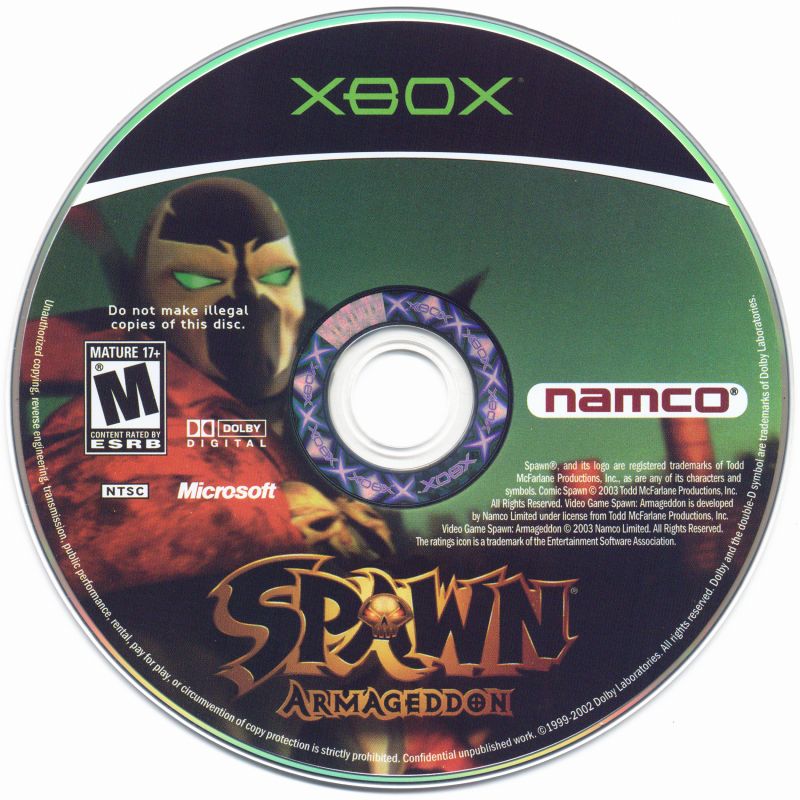 XBOX
Do not make illegal
copies of this disc.
MATURE 17+
M®
CONTENT RATED BY
ESRB
DOLBY
DIGITAL
NTSC
Microsoft
XBOX
XBOX
XBOX
XBOX
XBOX
XBOX
namco®
Spawn®, and its logo are registered trademarks of Todd
McFarlane Productions, Inc., as are any of its characters and
symbols. Comic Spawn © 2003 Todd McFarlane Productions, Inc.
All Rights Reserved. Video Game Spawn: Armageddon is developed
by Namco Limited under license from Todd McFarlane Productions, Inc.
Video Game Spawn: Armageddon © 2003 Namco Limited. All Rights Reserved.
The ratings icon is a trademark of the Entertainment Software Association.
SPAWN®
ARMAGEDDON
Unauthorized copying, reverse engineering, transmission, public performance, rental, pay for play, or circumvention of copy protection is strictly prohibited. Confidential unpublished work. ©1999-2002 Dolby Laboratories. All rights reserved. Dolby and the double-D symbol are trademarks of Dolby Laboratories.